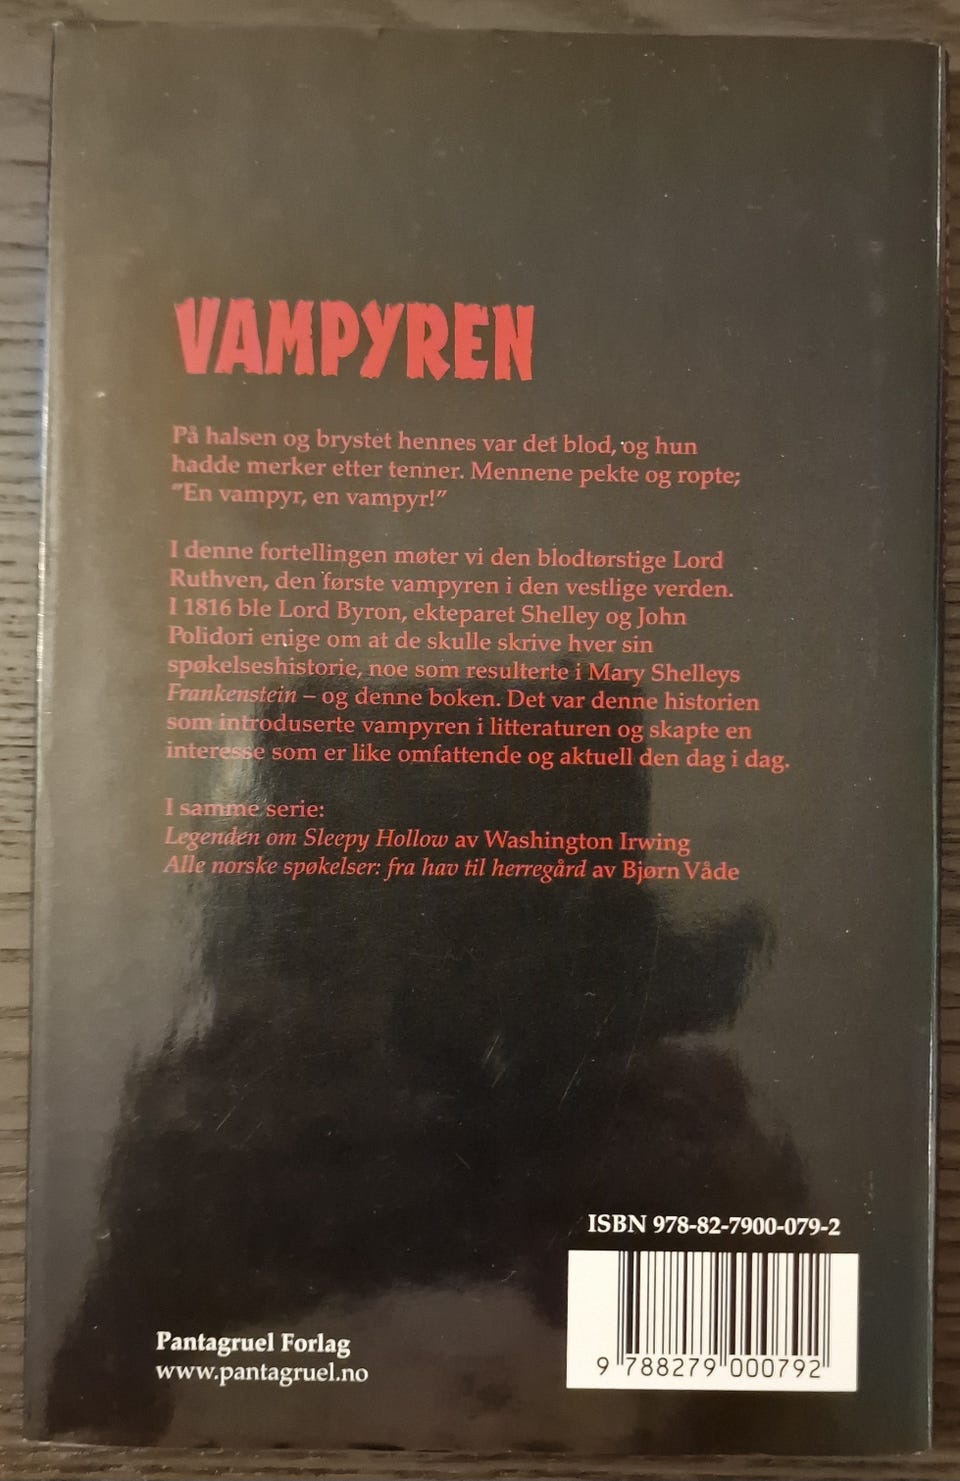 VAMPYREN
På halsen og brystet hennes var det blod, og hun
hadde merker etter tenner. Mennene pekte og ropte;
"En vampyr, en vampyr!"
I denne fortellingen møter vi den blodtørstige Lord
Ruthven, den første vampyren i den vestlige verden.
I 1816 ble Lord Byron, ekteparet Shelley og John
Polidori enige om at de skulle skrive hver sin
spøkelseshistorie, noe som resulterte i Mary Shelleys
Frankenstein – og denne boken. Det var denne historien
som introduserte vampyren i litteraturen og skapte en
interesse som er like omfattende og aktuell den dag i dag.
I samme serie:
Legenden om Sleepy Hollow av Washington Irwing
Alle norske spøkelser: fra hav til herregård av Bjørn Våde
ISBN 978-82-7900-079-2
9 788279 000792
Pantagruel Forlag
www.pantagruel.no